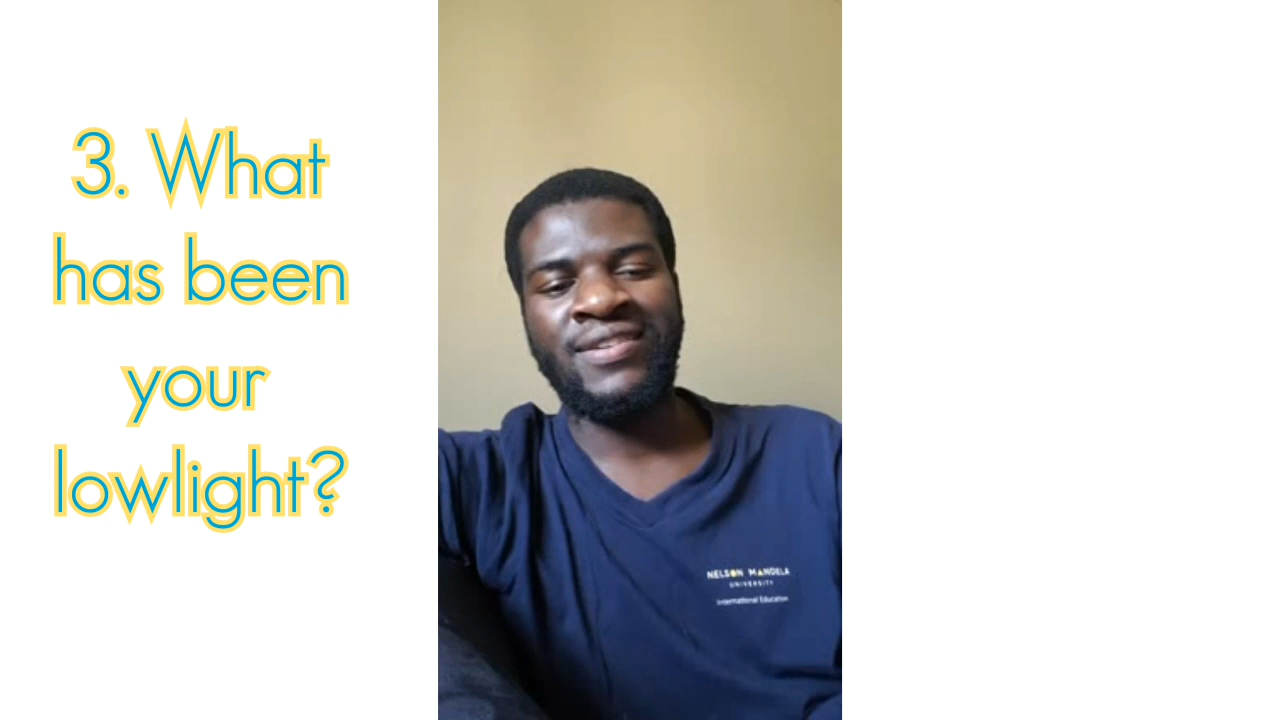 3. What
has been
your
lowlight?
NELSON MANDELA
UNIVERSITY
International Education